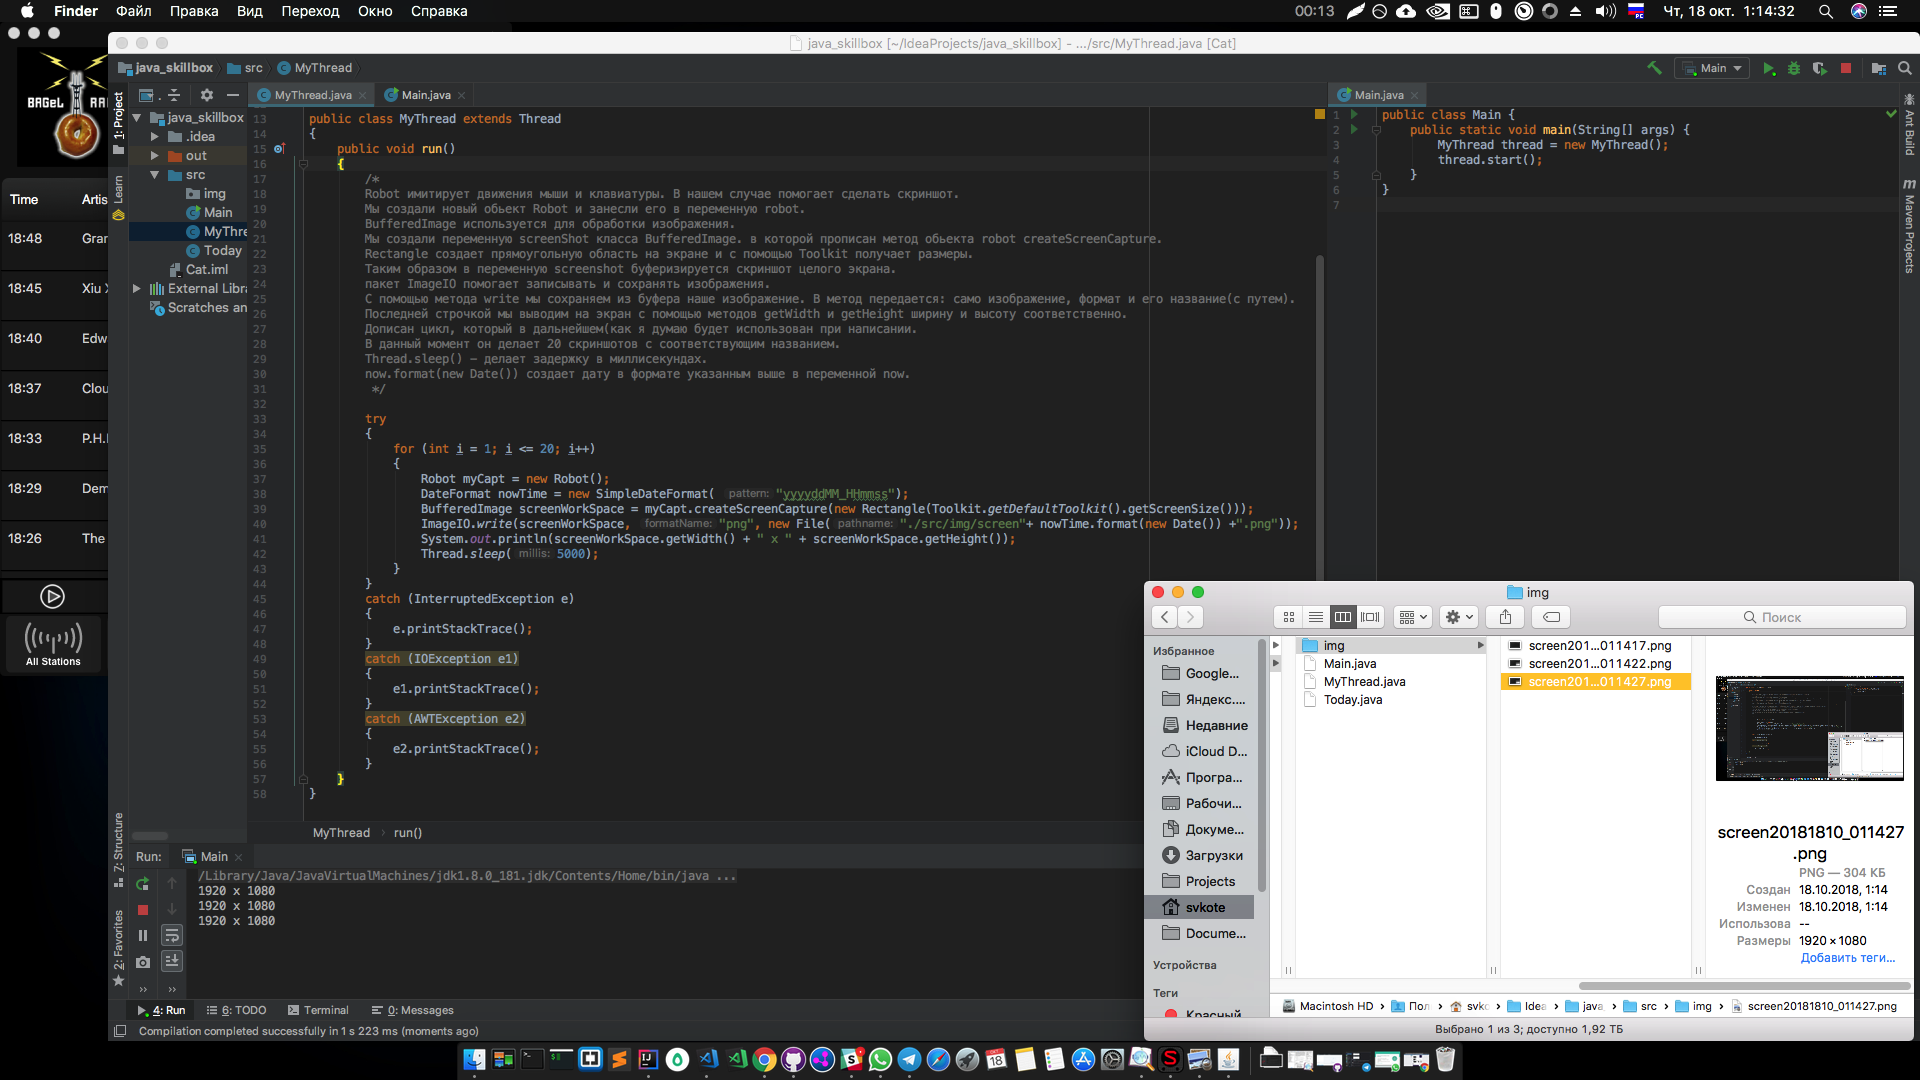 Finder Файл Правка Вид Переход Окно Справка
00:13 Чт, 18 окт. 1:14:32
java_skillbox [~/IdeaProjects/java_skillbox] - .../src/MyThread.java [Cat]
java_skillbox src MyThread
Main
BAGeL RA
Time Artis
18:48 Gran
18:45 Xiu X
18:40 Edw
18:37 Clou
18:33 P.H.I
18:29 Dem
18:26 The
All Stations
1: Project
Learn
7: Structure
2: Favorites
java_skillbox
.idea
out
src
img
Main
MyThre
Today
Cat.iml
External Libra
Scratches an
MyThread.java Main.java
13 public class MyThread extends Thread
14 {
15 public void run()
16 {
17 /*
18 Robot имитирует движения мыши и клавиатуры. В нашем случае помогает сделать скриншот.
19 Мы создали новый обьект Robot и занесли его в переменную robot.
20 BufferedImage используется для обработки изображения.
21 Мы создали переменную screenShot класса BufferedImage. в которой прописан метод обьекта robot createScreenCapture.
22 Rectangle создает прямоугольную область на экране и с помощью Toolkit получает размеры.
23 Таким образом в переменную screenshot буферизируется скриншот целого экрана.
24 пакет ImageIO помогает записывать и сохранять изображения.
25 С помощью метода write мы сохраняем из буфера наше изображение. В метод передается: само изображение, формат и его название(с путем).
26 Последней строчкой мы выводим на экран с помощью методов getWidth и getHeight ширину и высоту соответственно.
27 Дописан цикл, который в дальнейшем(как я думаю будет использован при написании.
28 В данный момент он делает 20 скриншотов с соответствующим названием.
29 Thread.sleep() - делает задержку в миллисекундах.
30 now.format(new Date()) создает дату в формате указанным выше в переменной now.
31 */
32
33 try
34 {
35 for (int i = 1; i <= 20; i++)
36 {
37 Robot myCapt = new Robot();
38 DateFormat nowTime = new SimpleDateFormat( pattern: "yyyyddMM_HHmmss");
39 BufferedImage screenWorkSpace = myCapt.createScreenCapture(new Rectangle(Toolkit.getDefaultToolkit().getScreenSize()));
40 ImageIO.write(screenWorkSpace, formatName: "png", new File( pathname: "./src/img/screen"+ nowTime.format(new Date()) +".png"));
41 System.out.println(screenWorkSpace.getWidth() + " x " + screenWorkSpace.getHeight());
42 Thread.sleep( millis: 5000);
43 }
44 }
45 catch (InterruptedException e)
46 {
47 e.printStackTrace();
48 }
49 catch (IOException e1)
50 {
51 e1.printStackTrace();
52 }
53 catch (AWTException e2)
54 {
55 e2.printStackTrace();
56 }
57 }
58 }
MyThread run()
Main.java
1 public class Main {
2 public static void main(String[] args) {
3 MyThread thread = new MyThread();
4 thread.start();
5 }
6 }
7
Ant Build
Maven Projects
Run: Main
/Library/Java/JavaVirtualMachines/jdk1.8.0_181.jdk/Contents/Home/bin/java ...
1920 x 1080
1920 x 1080
1920 x 1080
4: Run 6: TODO Terminal 0: Messages
Compilation completed successfully in 1 s 223 ms (moments ago)
img
Поиск
Избранное
Google...
Яндекс....
Недавние
iCloud D...
Програ...
Рабочи...
Докуме...
Загрузки
Projects
svkote
Docume...
Устройства
Теги
Красный
img
Main.java
MyThread.java
Today.java
screen201...011417.png
screen201...011422.png
screen201...011427.png
screen20181810_011427
.png
PNG — 304 КБ
Создан 18.10.2018, 1:14
Изменен 18.10.2018, 1:14
Использова --
Размеры 1920 × 1080
Добавить теги...
Macintosh HD Пол svkc Idea java src img screen20181810_011427.png
Выбрано 1 из 3; доступно 1,92 ТБ
18